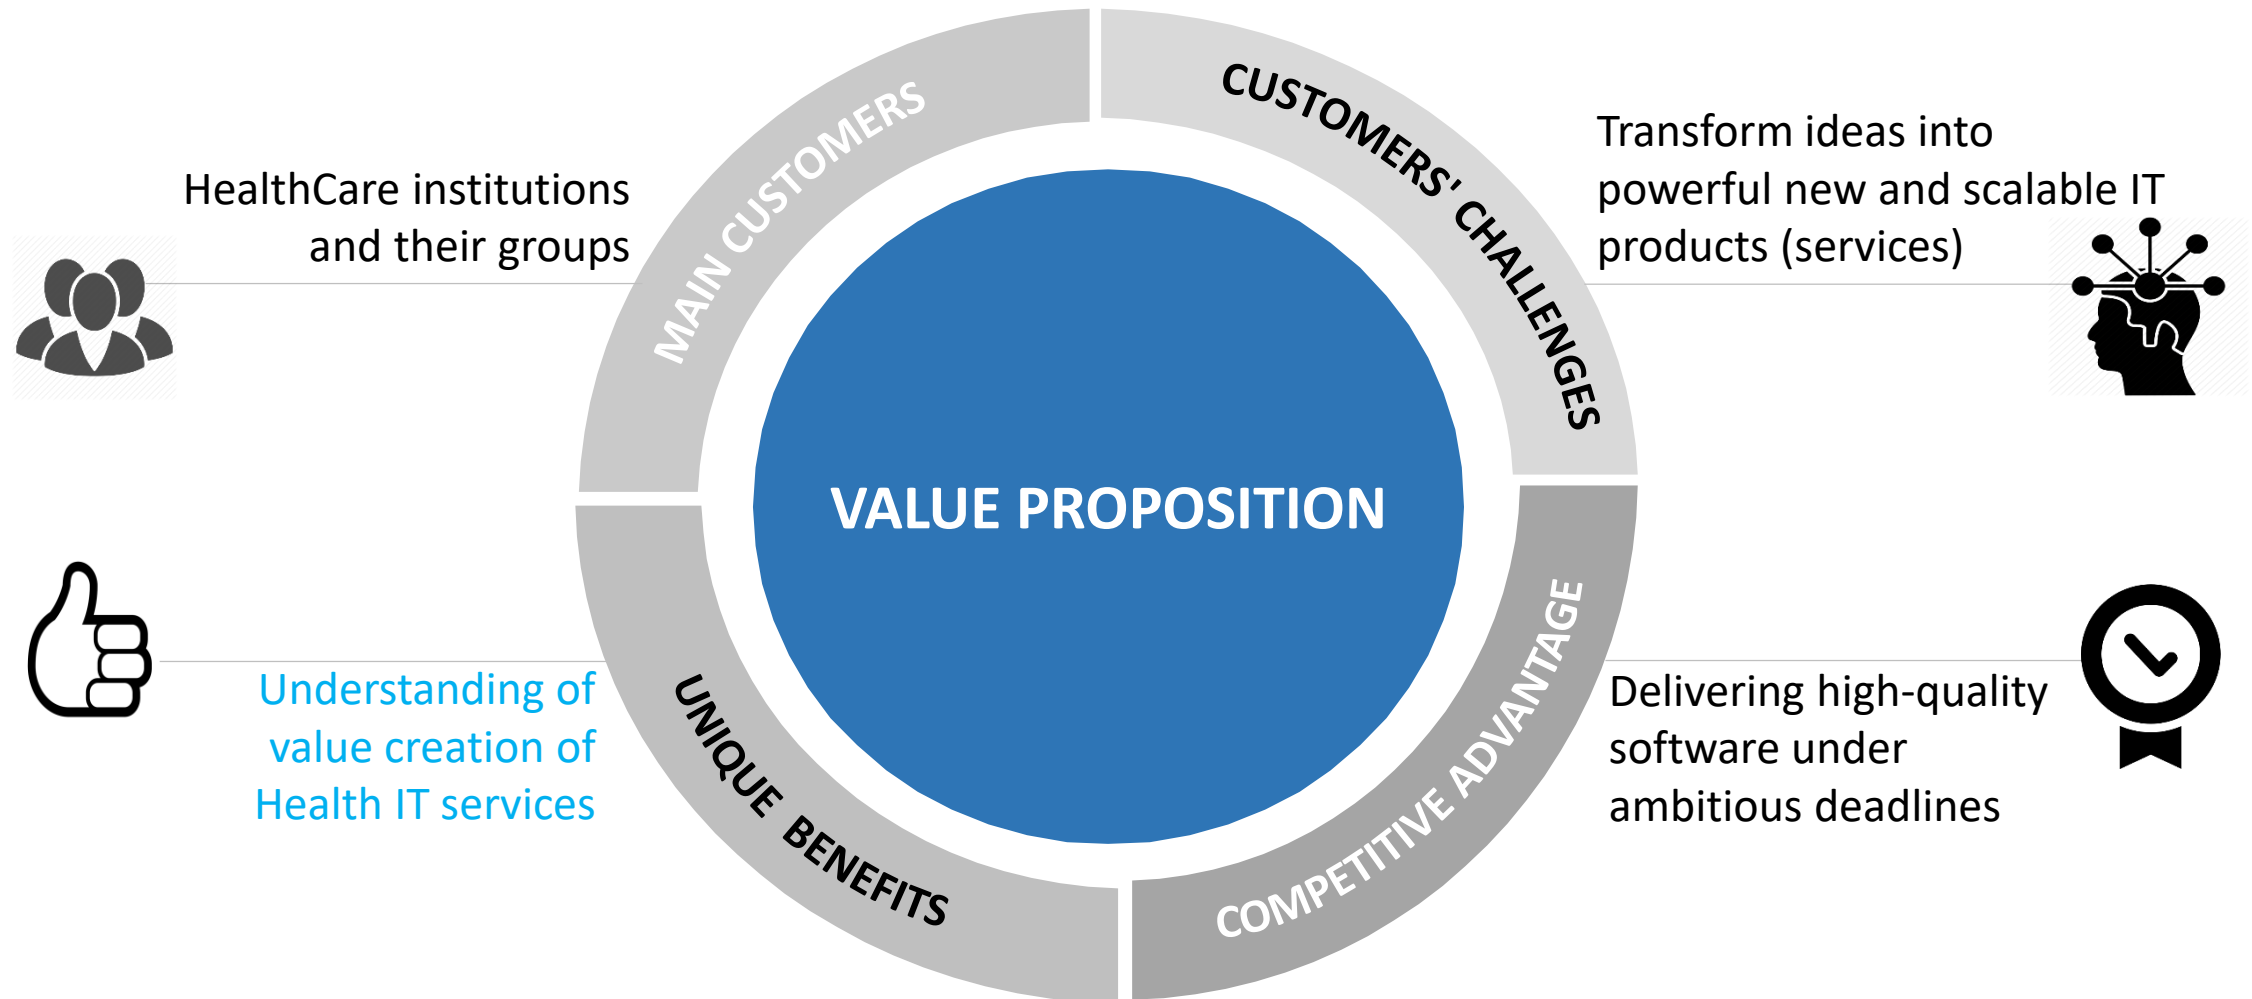 MAIN CUSTOMERS
HealthCare institutions
and their groups
CUSTOMERS' CHALLENGES
Transform ideas into
powerful new and scalable IT
products (services)
VALUE PROPOSITION
UNIQUE BENEFITS
Understanding of
value creation of
Health IT services
COMPETITIVE ADVANTAGE
Delivering high-quality
software under
ambitious deadlines